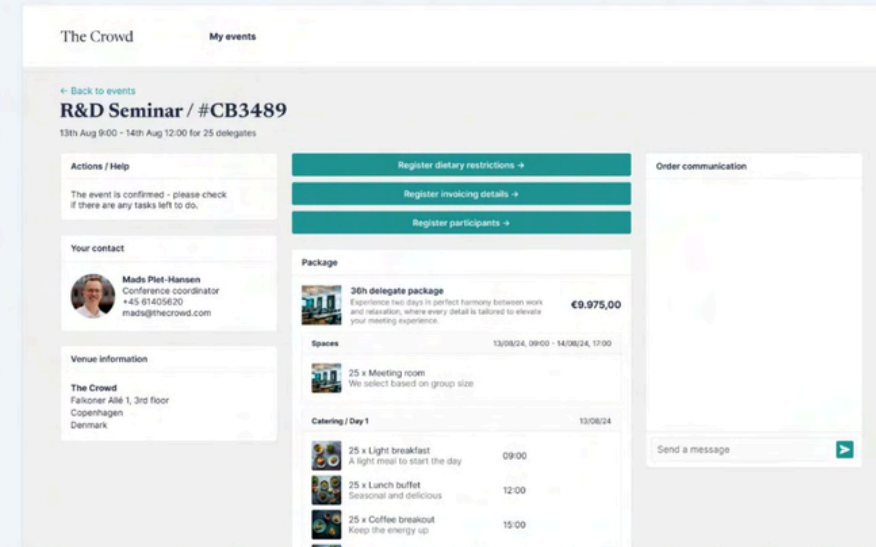 The Crowd
My events
← Back to events
R&D Seminar / #CB3489
13th Aug 9:00 - 14th Aug 12:00 for 25 delegates
Actions / Help
The event is confirmed - please check
if there are any tasks left to do.
Your contact
Mads Plet-Hansen
Conference coordinator
+45 61405620
mads@thecrowd.com
Venue information
The Crowd
Falkoner Allé 1, 3rd floor
Copenhagen
Denmark
Register dietary restrictions →
Register invoicing details →
Register participants →
Package
36h delegate package
Experience two days in perfect harmony between work
and relaxation, where every detail is tailored to elevate
your meeting experience.
€9.975,00
Spaces
13/08/24, 09:00 - 14/08/24, 17:00
25 x Meeting room
We select based on group size
Catering / Day 1
13/08/24
25 x Light breakfast
A light meal to start the day
09:00
25 x Lunch buffet
Seasonal and delicious
12:00
25 x Coffee breakout
Keep the energy up
15:00
Order communication
Send a message